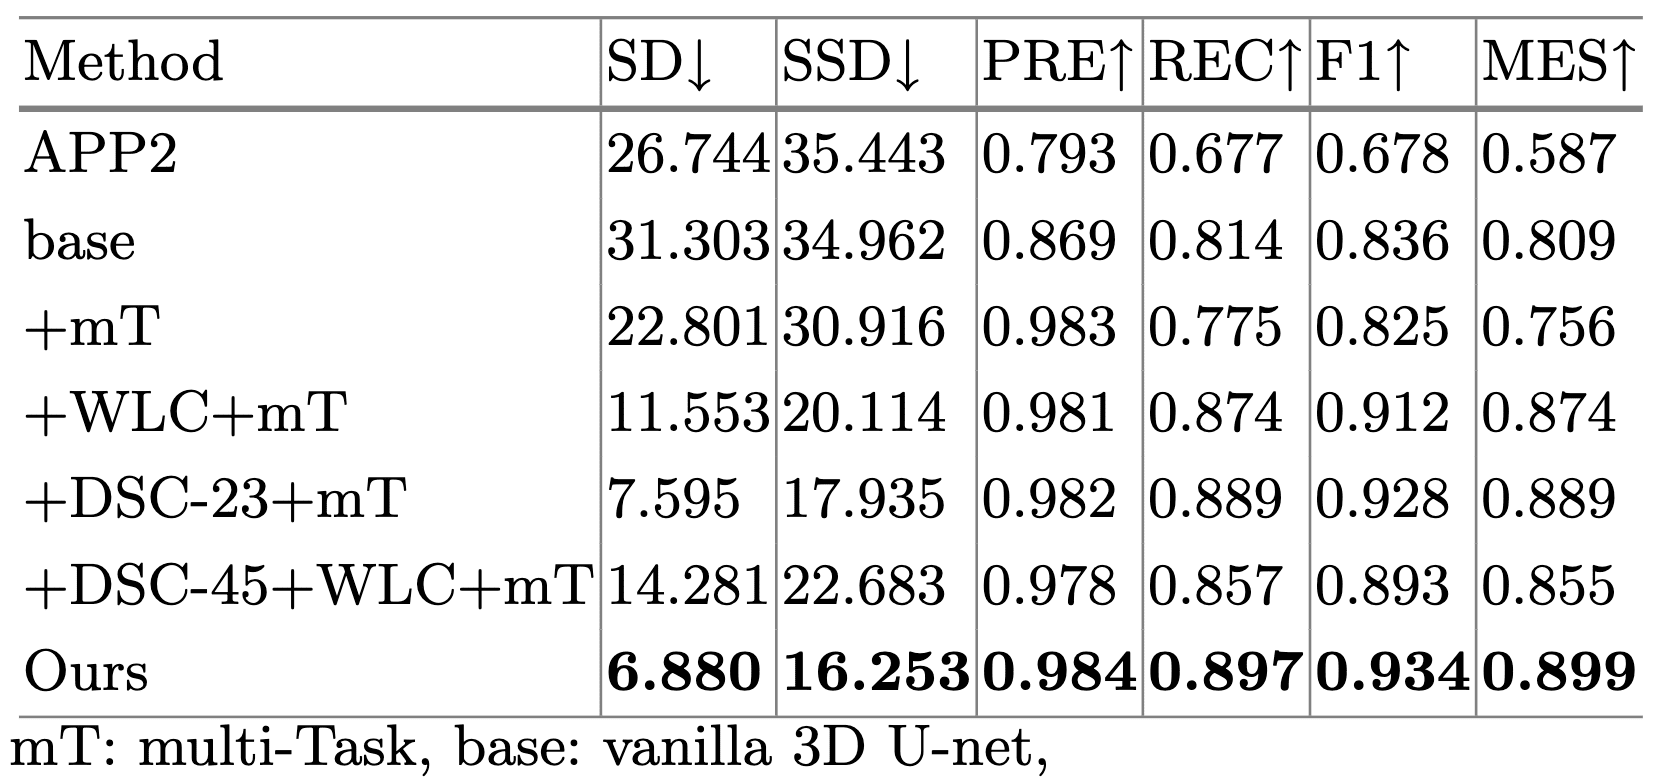 Method SD↓ SSD↓ PRE↑ REC↑ F1↑ MES↑
APP2 26.744 35.443 0.793 0.677 0.678 0.587
base 31.303 34.962 0.869 0.814 0.836 0.809
+mT 22.801 30.916 0.983 0.775 0.825 0.756
+WLC+mT 11.553 20.114 0.981 0.874 0.912 0.874
+DSC-23+mT 7.595 17.935 0.982 0.889 0.928 0.889
+DSC-45+WLC+mT 14.281 22.683 0.978 0.857 0.893 0.855
Ours 6.880 16.253 0.984 0.897 0.934 0.899
mT: multi-Task, base: vanilla 3D U-net,